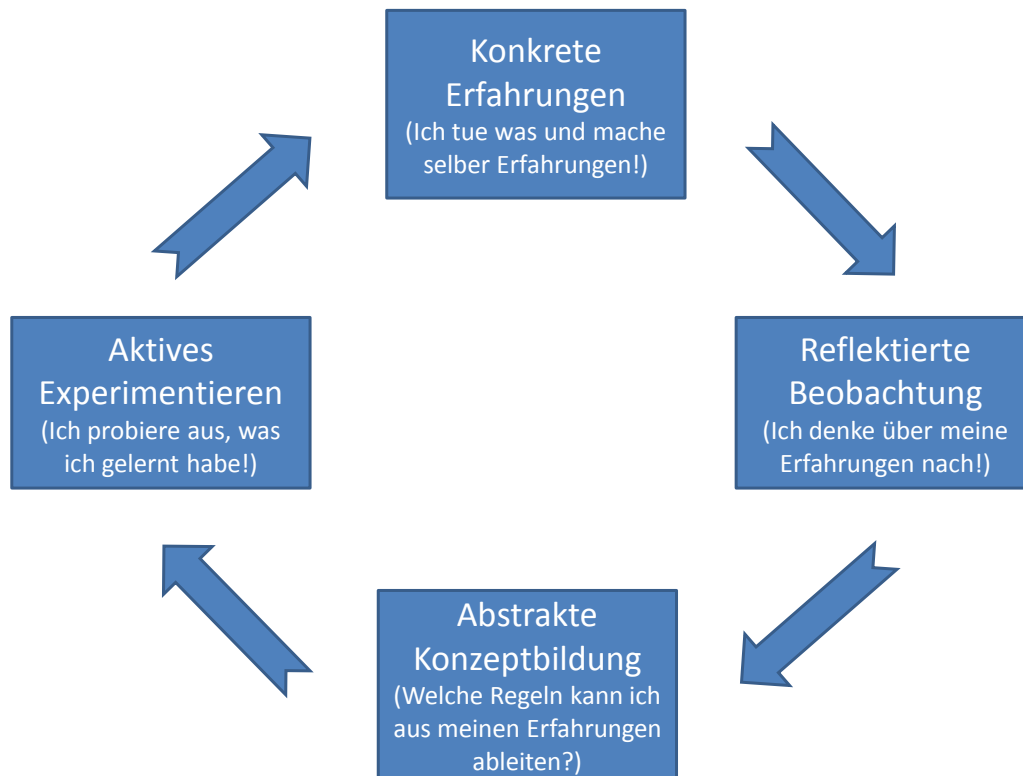 Konkrete
Erfahrungen
(Ich tue was und mache
selber Erfahrungen!)
Aktives
Experimentieren
(Ich probiere aus, was
ich gelernt habe!)
Reflektierte
Beobachtung
(Ich denke über meine
Erfahrungen nach!)
Abstrakte
Konzeptbildung
(Welche Regeln kann ich
aus meinen Erfahrungen
ableiten?)